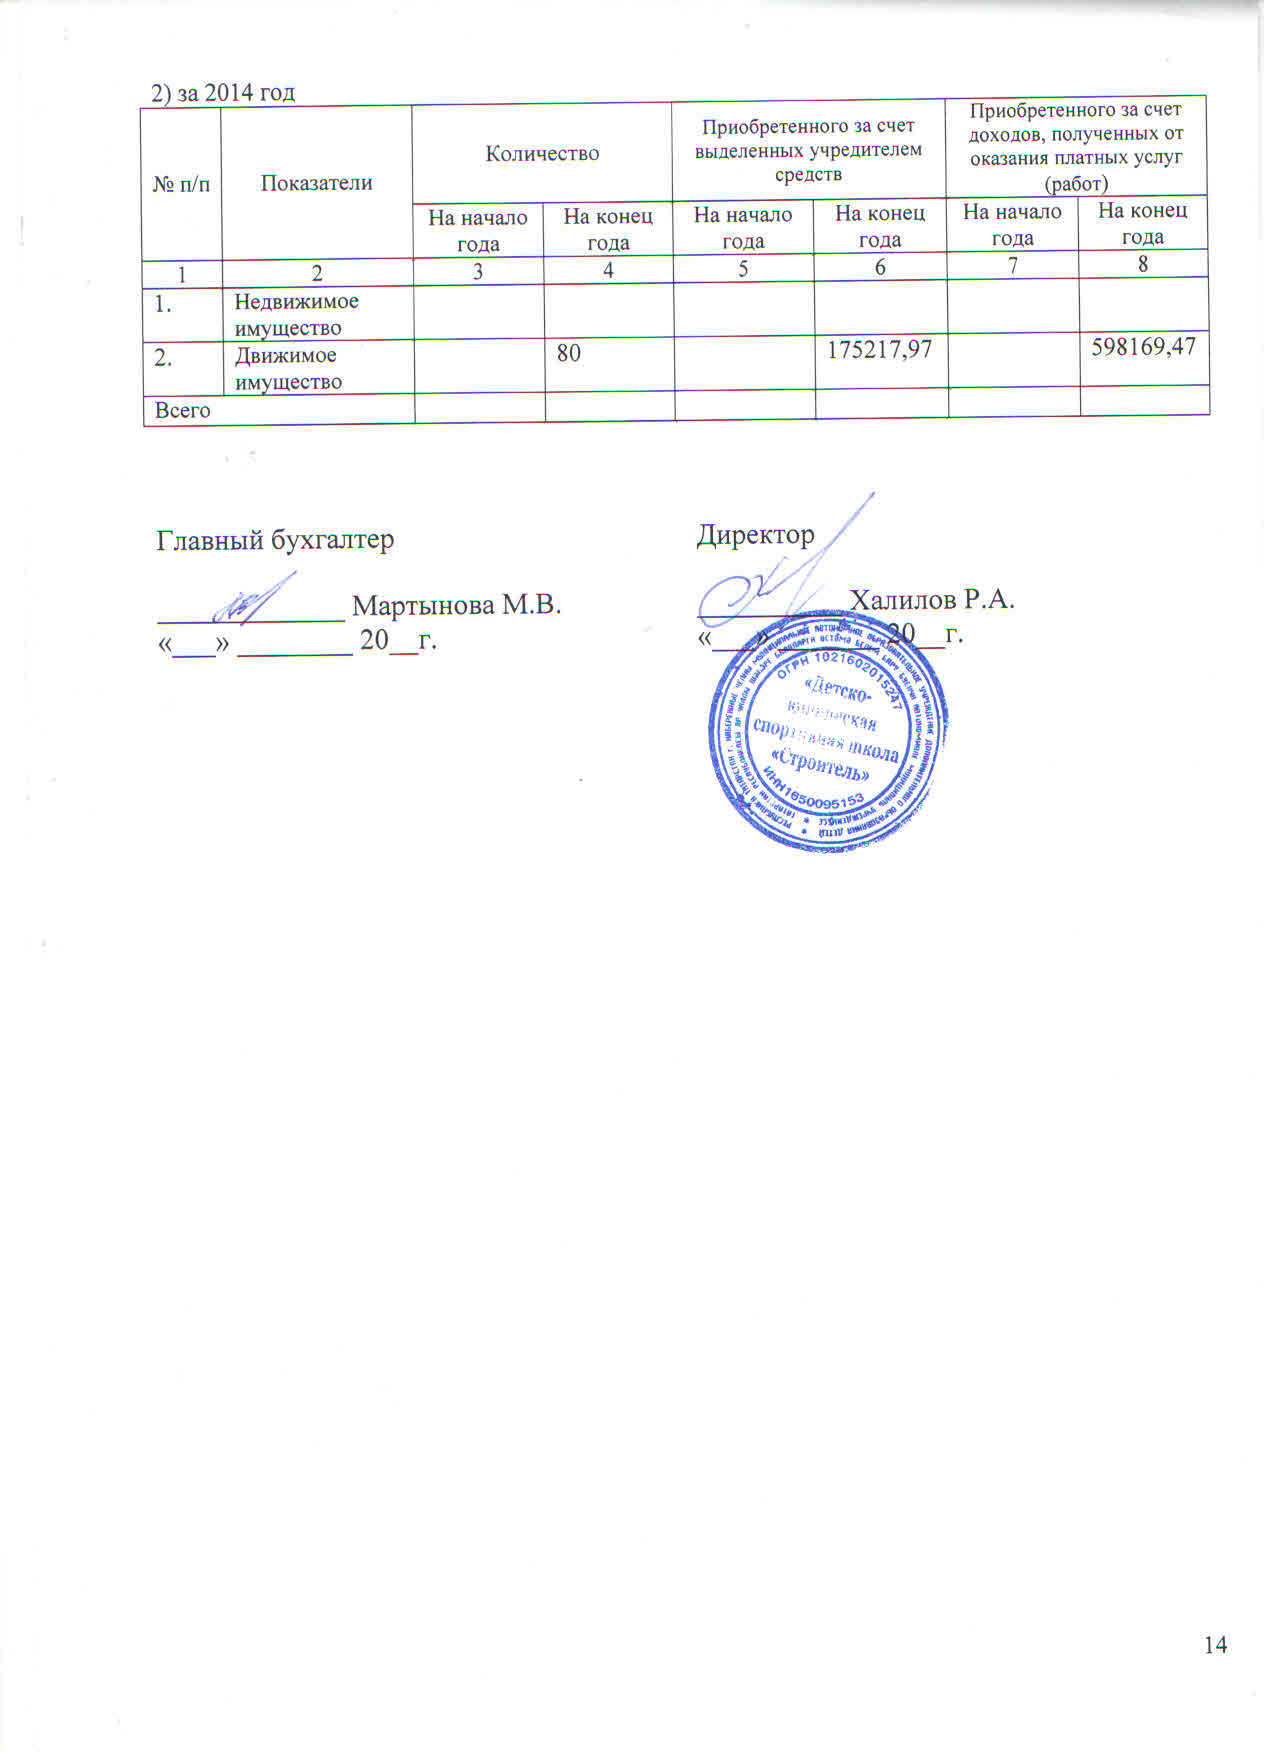 2) за 2014 год
№ п/п Показатели Количество Приобретенного за счет выделенных учредителем средств Приобретенного за счет доходов, полученных от оказания платных услуг (работ)
На начало года На конец года На начало года На конец года На начало года На конец года
1 2 3 4 5 6 7 8
1. Недвижимое имущество
2. Движимое имущество 80 175217,97 598169,47
Всего
Главный бухгалтер Директор
____________ Мартынова М.В. ____________ Халилов Р.А.
«___» ________ 20__г. «___» ________ 20__г.
ОГРН 1021602015247
«Детско-
юношеская
спортивная школа
«Строитель»
ИНН1650095153
14